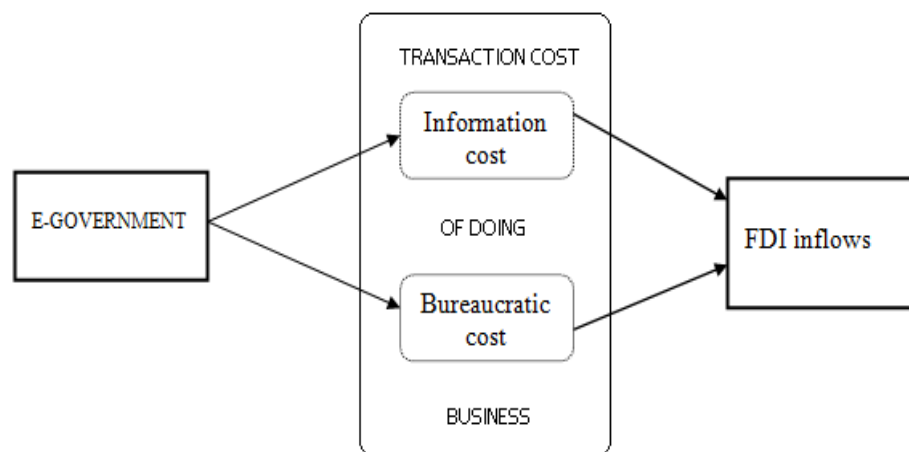 TRANSACTION COST
Information
cost
E-GOVERNMENT
OF DOING
FDI inflows
Bureaucratic
cost
BUSINESS